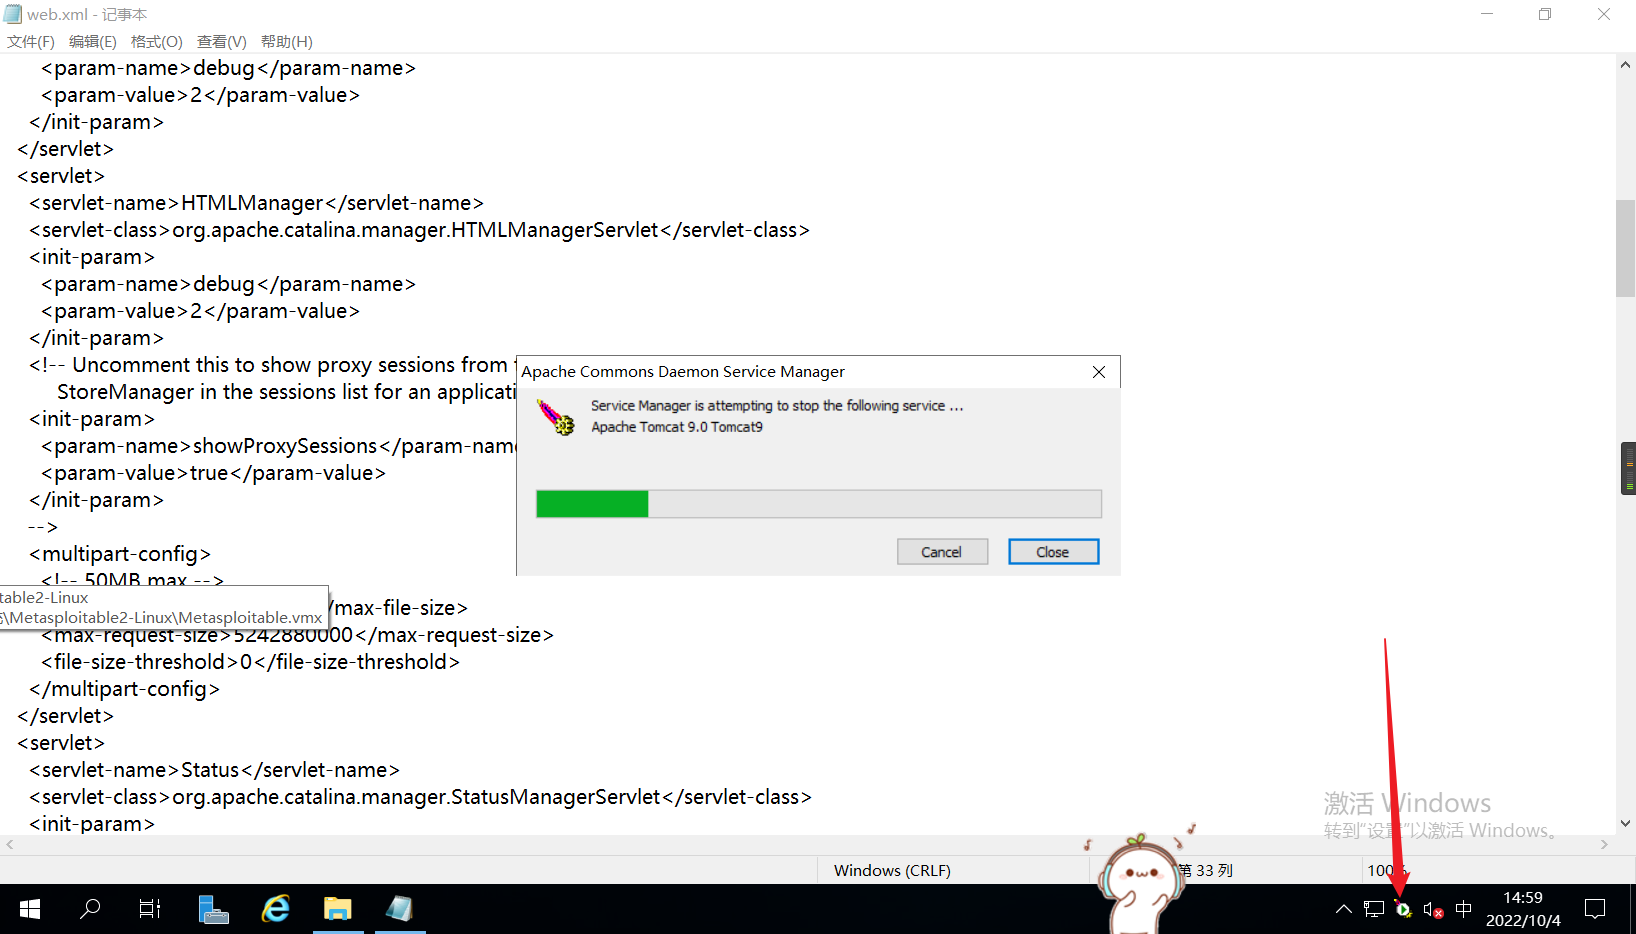 web.xml - 记事本
文件(F) 编辑(E) 格式(O) 查看(V) 帮助(H)
<param-name>debug</param-name>
<param-value>2</param-value>
</init-param>
</servlet>
<servlet>
<servlet-name>HTMLManager</servlet-name>
<servlet-class>org.apache.catalina.manager.HTMLManagerServlet</servlet-class>
<init-param>
<param-name>debug</param-name>
<param-value>2</param-value>
</init-param>
<!-- Uncomment this to show proxy sessions from
StoreManager in the sessions list for an applicati
<init-param>
<param-name>showProxySessions</param-name
<param-value>true</param-value>
</init-param>
-->
<multipart-config>
<!-- 50MB max -->
/max-file-size>
<max-request-size>5242880000</max-request-size>
<file-size-threshold>0</file-size-threshold>
</multipart-config>
</servlet>
<servlet>
<servlet-name>Status</servlet-name>
<servlet-class>org.apache.catalina.manager.StatusManagerServlet</servlet-class>
<init-param>
Apache Commons Daemon Service Manager
Service Manager is attempting to stop the following service ...
Apache Tomcat 9.0 Tomcat9
Cancel Close
table2-Linux
\Metasploitable2-Linux\Metasploitable.vmx
激活 Windows
转到"设置"以激活 Windows。
Windows (CRLF) 第 33 列 100%
中
14:59
2022/10/4